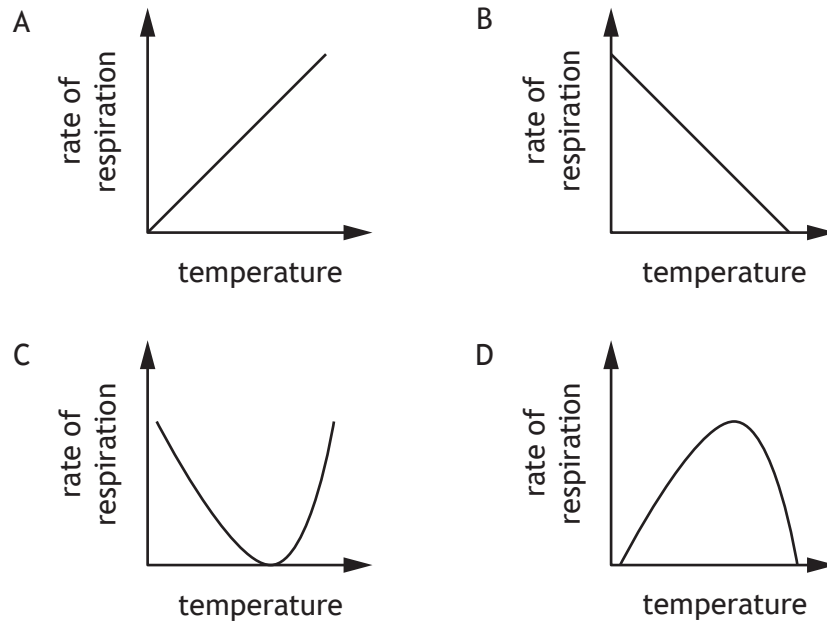 A
rate of
respiration
temperature
B
rate of
respiration
temperature
C
rate of
respiration
temperature
D
rate of
respiration
temperature